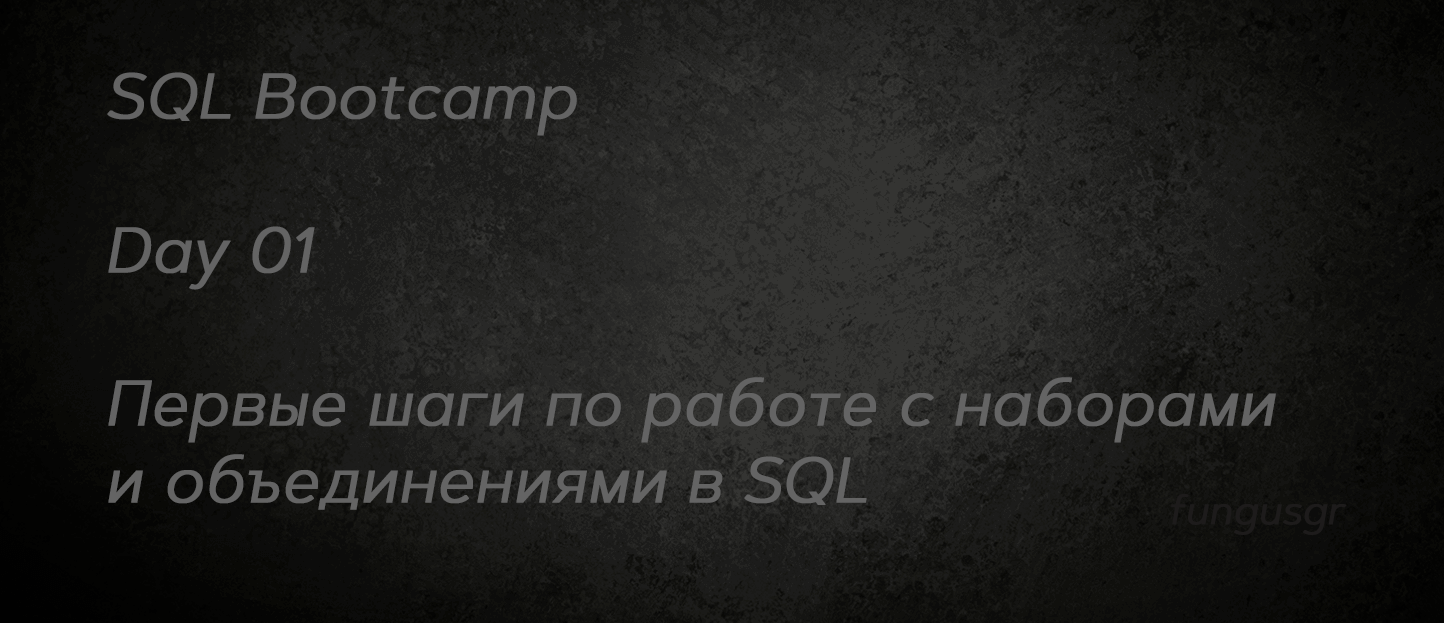 SQL Bootcamp
Day 01
Первые шаги по работе с наборами
и объединениями в SQL
fungusgr